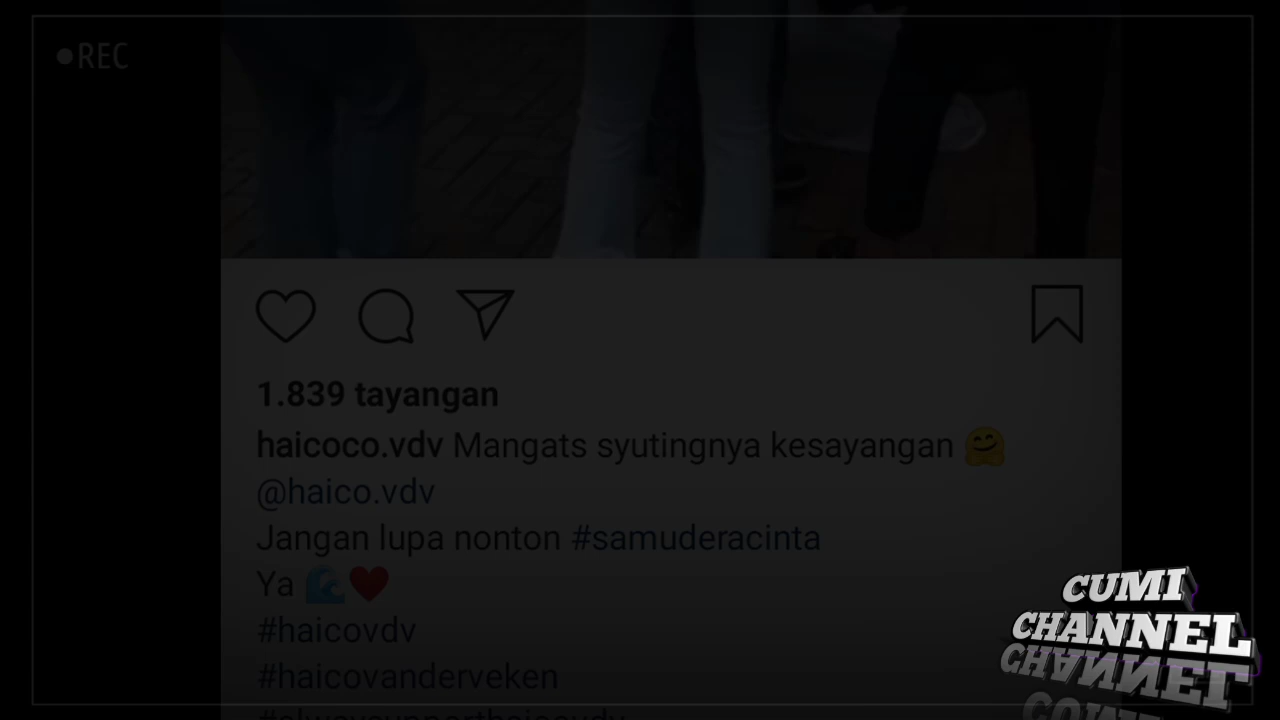 REC
1.839 tayangan
haicoco.vdv Mangats syutingnya kesayangan 🤗
@haico.vdv
Jangan lupa nonton #samuderacinta
Ya 🌊❤️
#haicovdv
#haicovanderveken
#alwayssupporthaicovdv
CUMI
CHANNEL